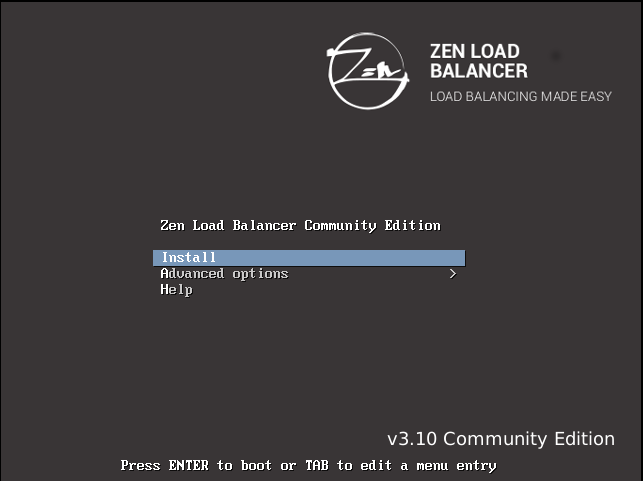 Zen
ZEN LOAD
BALANCER
LOAD BALANCING MADE EASY
Zen Load Balancer Community Edition
Install
Advanced options >
Help
v3.10 Community Edition
Press ENTER to boot or TAB to edit a menu entry